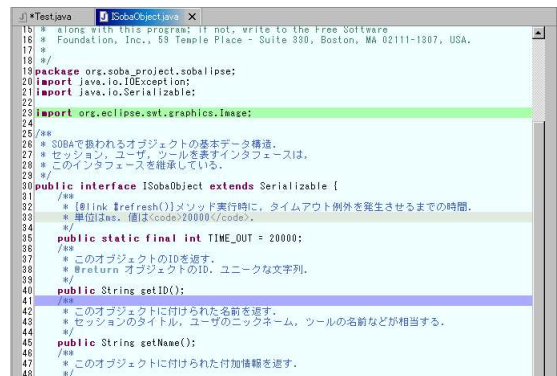 *Test.java ISobaObject.java
15 * along with this program; if not, write to the Free Software
16 * Foundation, Inc., 59 Temple Place - Suite 330, Boston, MA 02111-1307, USA.
17 *
18 */
19 package org.soba_project.sobalipse;
20 import java.io.IOException;
21 import java.io.Serializable;
22
23 import org.eclipse.swt.graphics.Image;
24
25 /**
26 * SOBAで扱われるオブジェクトの基本データ構造.
27 * セッション, ユーザ, ツールを表すインタフェースは,
28 * このインタフェースを継承している.
29 */
30 public interface ISobaObject extends Serializable {
31 /**
32 * {@link #refresh()}メソッド実行時に, タイムアウト例外を発生させるまでの時間.
33 * 単位はms. 値は<code>20000</code>.
34 */
35 public static final int TIME_OUT = 20000;
36 /**
37 * このオブジェクトのIDを返す.
38 * @return オブジェクトのID. ユニークな文字列.
39 */
40 public String getID();
41 /**
42 * このオブジェクトに付けられた名前を返す.
43 * セッションのタイトル, ユーザのニックネーム, ツールの名前などが相当する.
44 */
45 public String getName();
46 /**
47 * このオブジェクトに付けられた付加情報を返す.
48 */